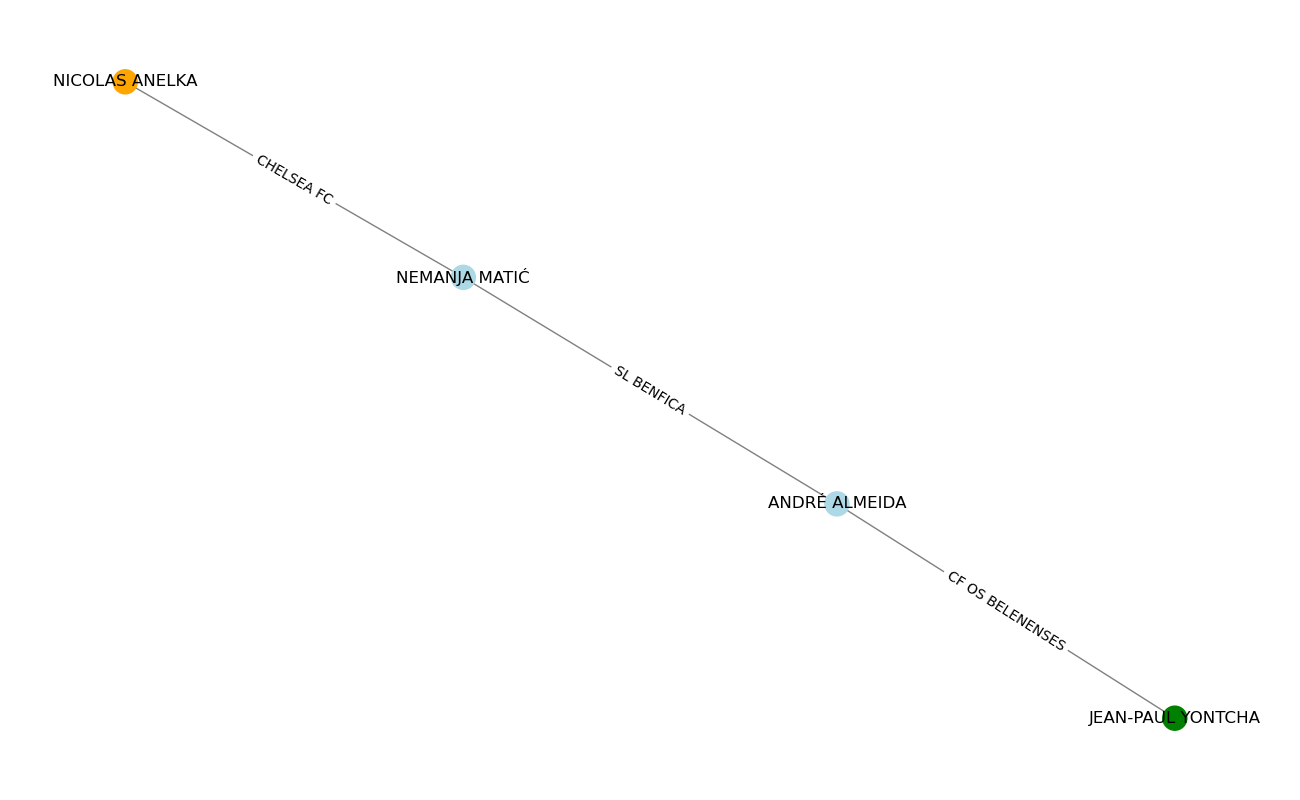 NICOLAS ANELKA
CHELSEA FC
NEMANJA MATIĆ
SL BENFICA
ANDRÉ ALMEIDA
CF OS BELENENSES
JEAN-PAUL YONTCHA